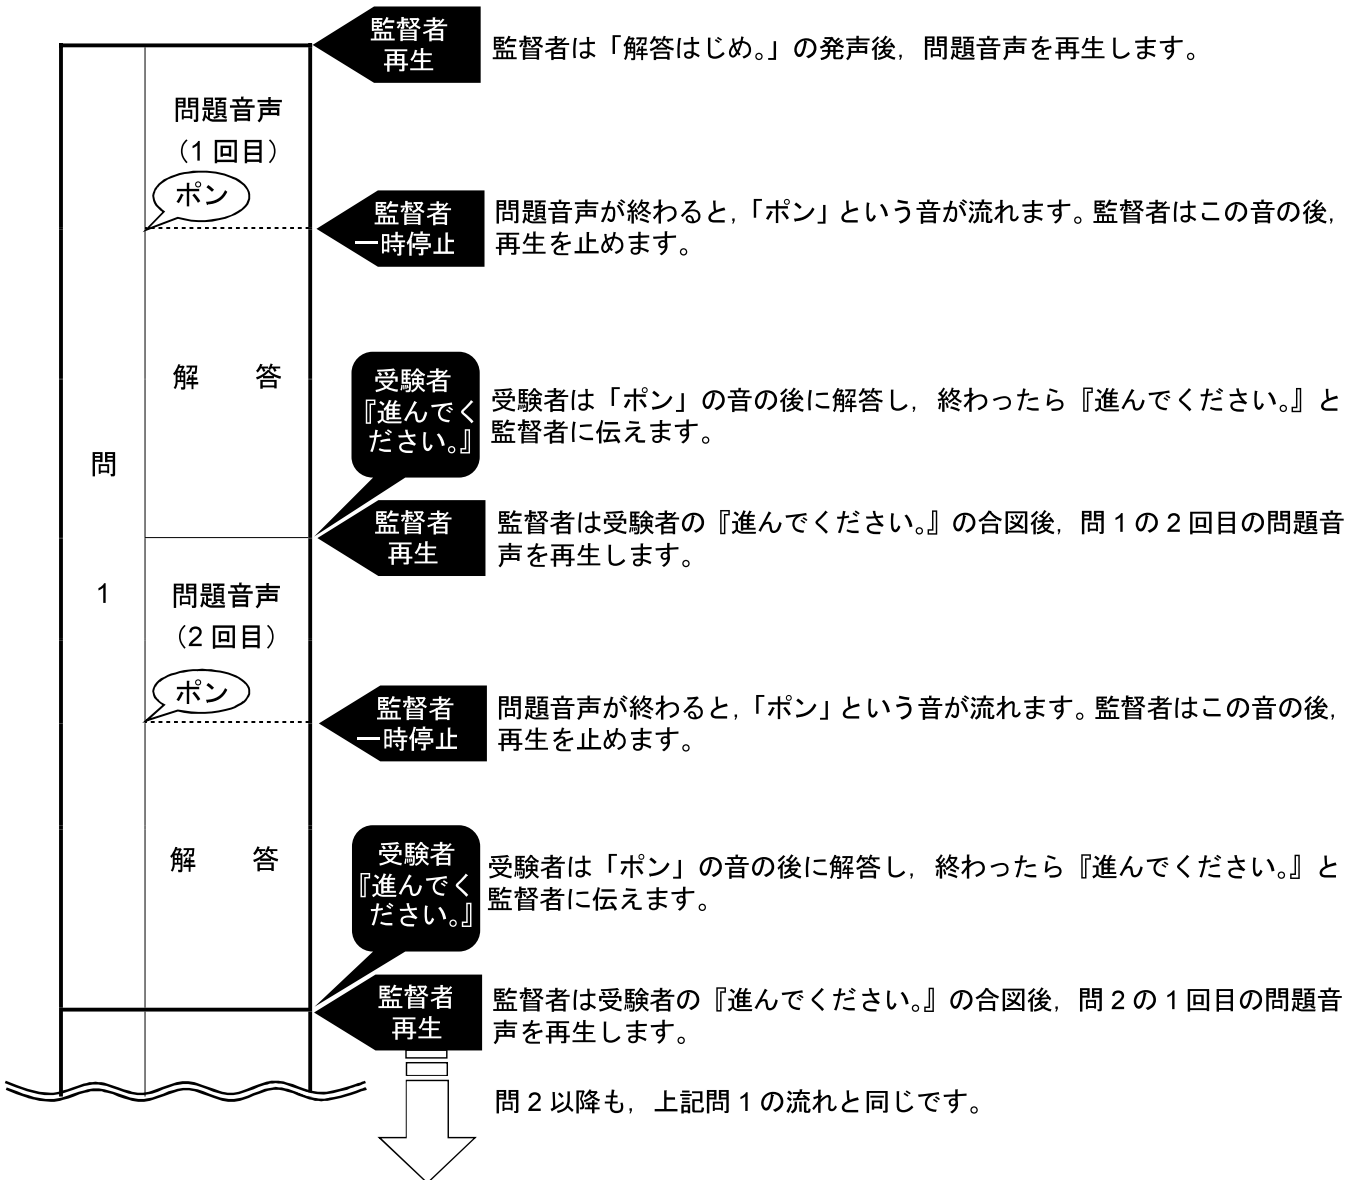 監督者
再生
監督者は「解答はじめ。」の発声後，問題音声を再生します。
問題音声
（1 回目）
ポン
監督者
一時停止
問題音声が終わると，「ポン」という音が流れます。監督者はこの音の後，
再生を止めます。
解　答
受験者
『進んでく
ださい。』
受験者は「ポン」の音の後に解答し，終わったら『進んでください。』と
監督者に伝えます。
問
1
監督者
再生
監督者は受験者の『進んでください。』の合図後，問 1 の 2 回目の問題音
声を再生します。
問題音声
（2 回目）
ポン
監督者
一時停止
問題音声が終わると，「ポン」という音が流れます。監督者はこの音の後，
再生を止めます。
解　答
受験者
『進んでく
ださい。』
受験者は「ポン」の音の後に解答し，終わったら『進んでください。』と
監督者に伝えます。
監督者
再生
監督者は受験者の『進んでください。』の合図後，問 2 の 1 回目の問題音
声を再生します。
問 2 以降も，上記問 1 の流れと同じです。